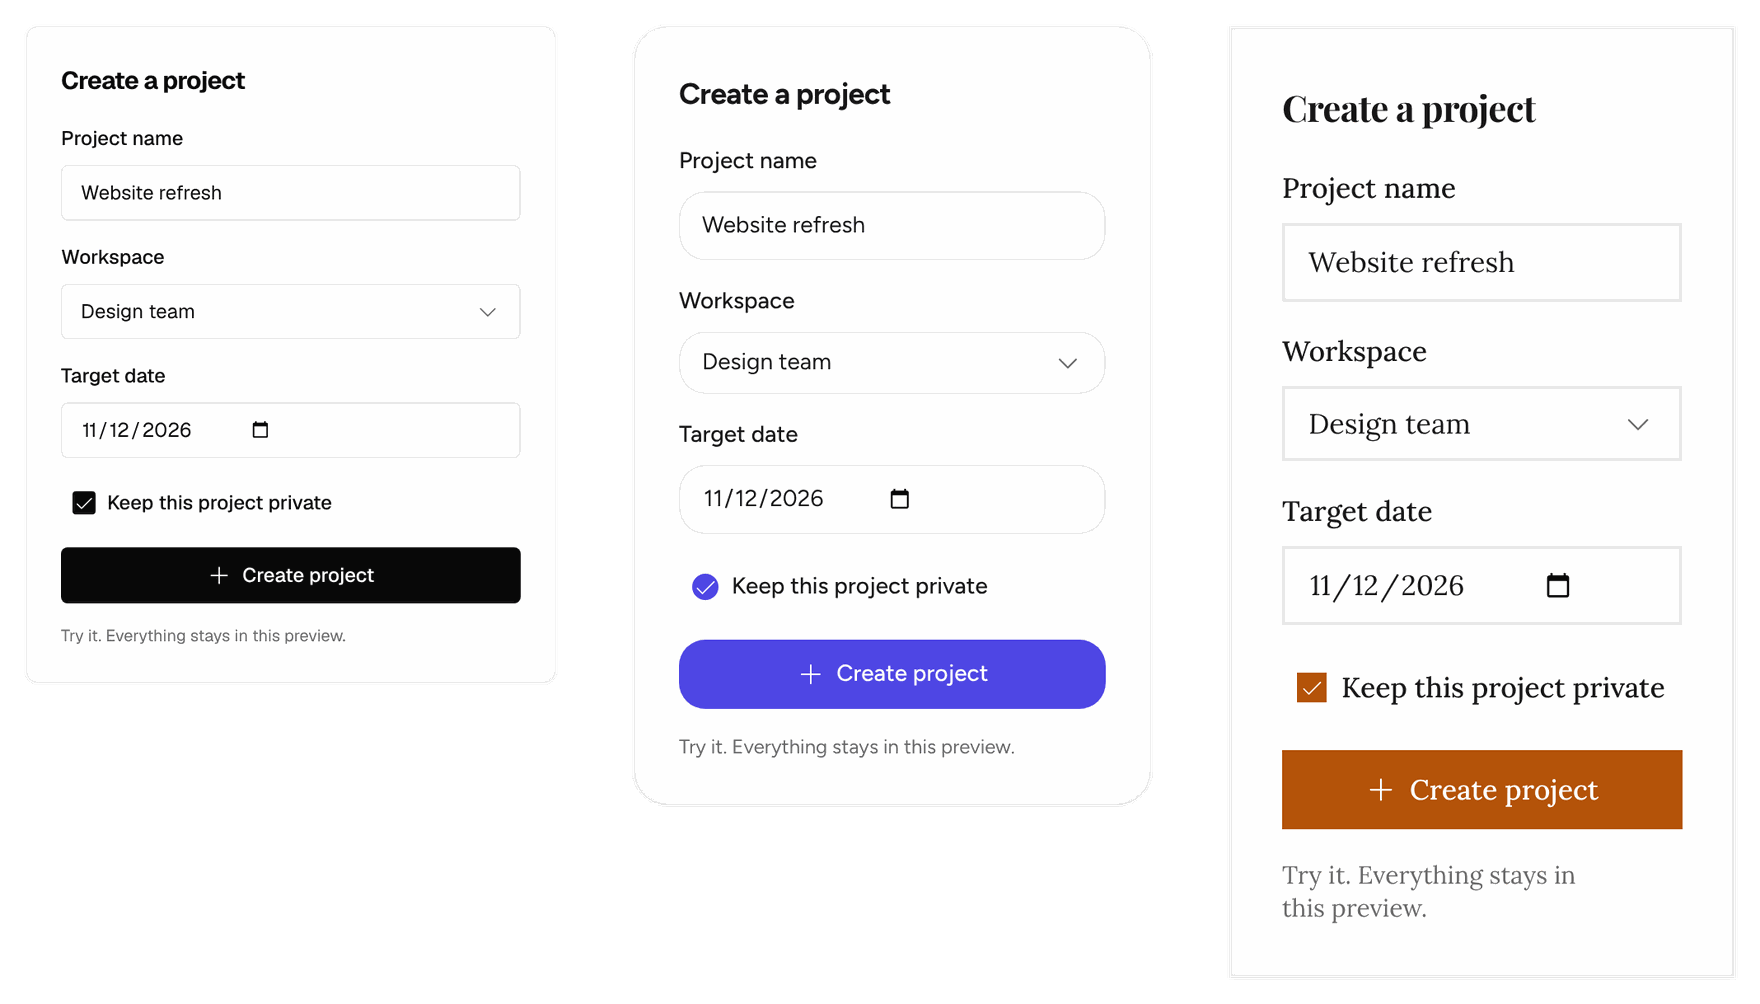 Create a project
Project name
Website refresh
Workspace
Design team
Target date
11/12/2026
Keep this project private
Create project
Try it. Everything stays in this preview.
Create a project
Project name
Website refresh
Workspace
Design team
Target date
11/12/2026
Keep this project private
Create project
Try it. Everything stays in this preview.
Create a project
Project name
Website refresh
Workspace
Design team
Target date
11/12/2026
Keep this project private
Create project
Try it. Everything stays in
this preview.